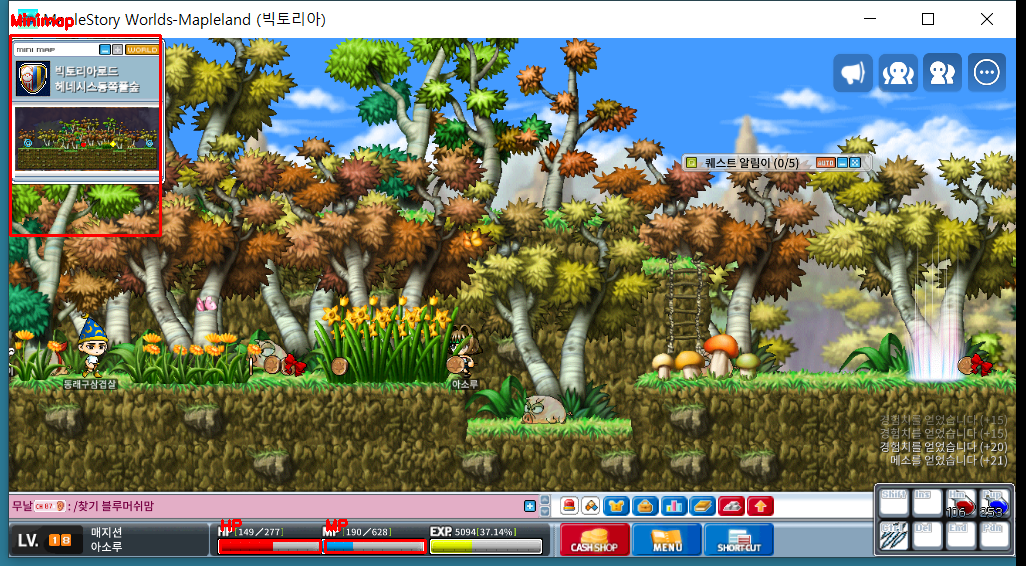 Minimap
MapleStory Worlds-Mapleland (빅토리아)
MINI MAP
WORLD
빅토리아로드
헤네시스동쪽풀숲
퀘스트 알림이 (0/5)
AUTO
동래구삼겹살
아소루
경험치를 얻었습니다 (+15)
경험치를 얻었습니다 (+15)
경험치를 얻었습니다 (+20)
메소를 얻었습니다 (+21)
무날 CH 87 : /찾기 블루머쉬맘
HP
MP
LV. 18
매지션
아소루
HP [149/277]
MP [190/628]
EXP. 5094[37.14%]
CASH SHOP
MENU
SHORT-CUT
Shift
Ins
Hm
Pup
106
253
Ctrl
Del
End
Pdn